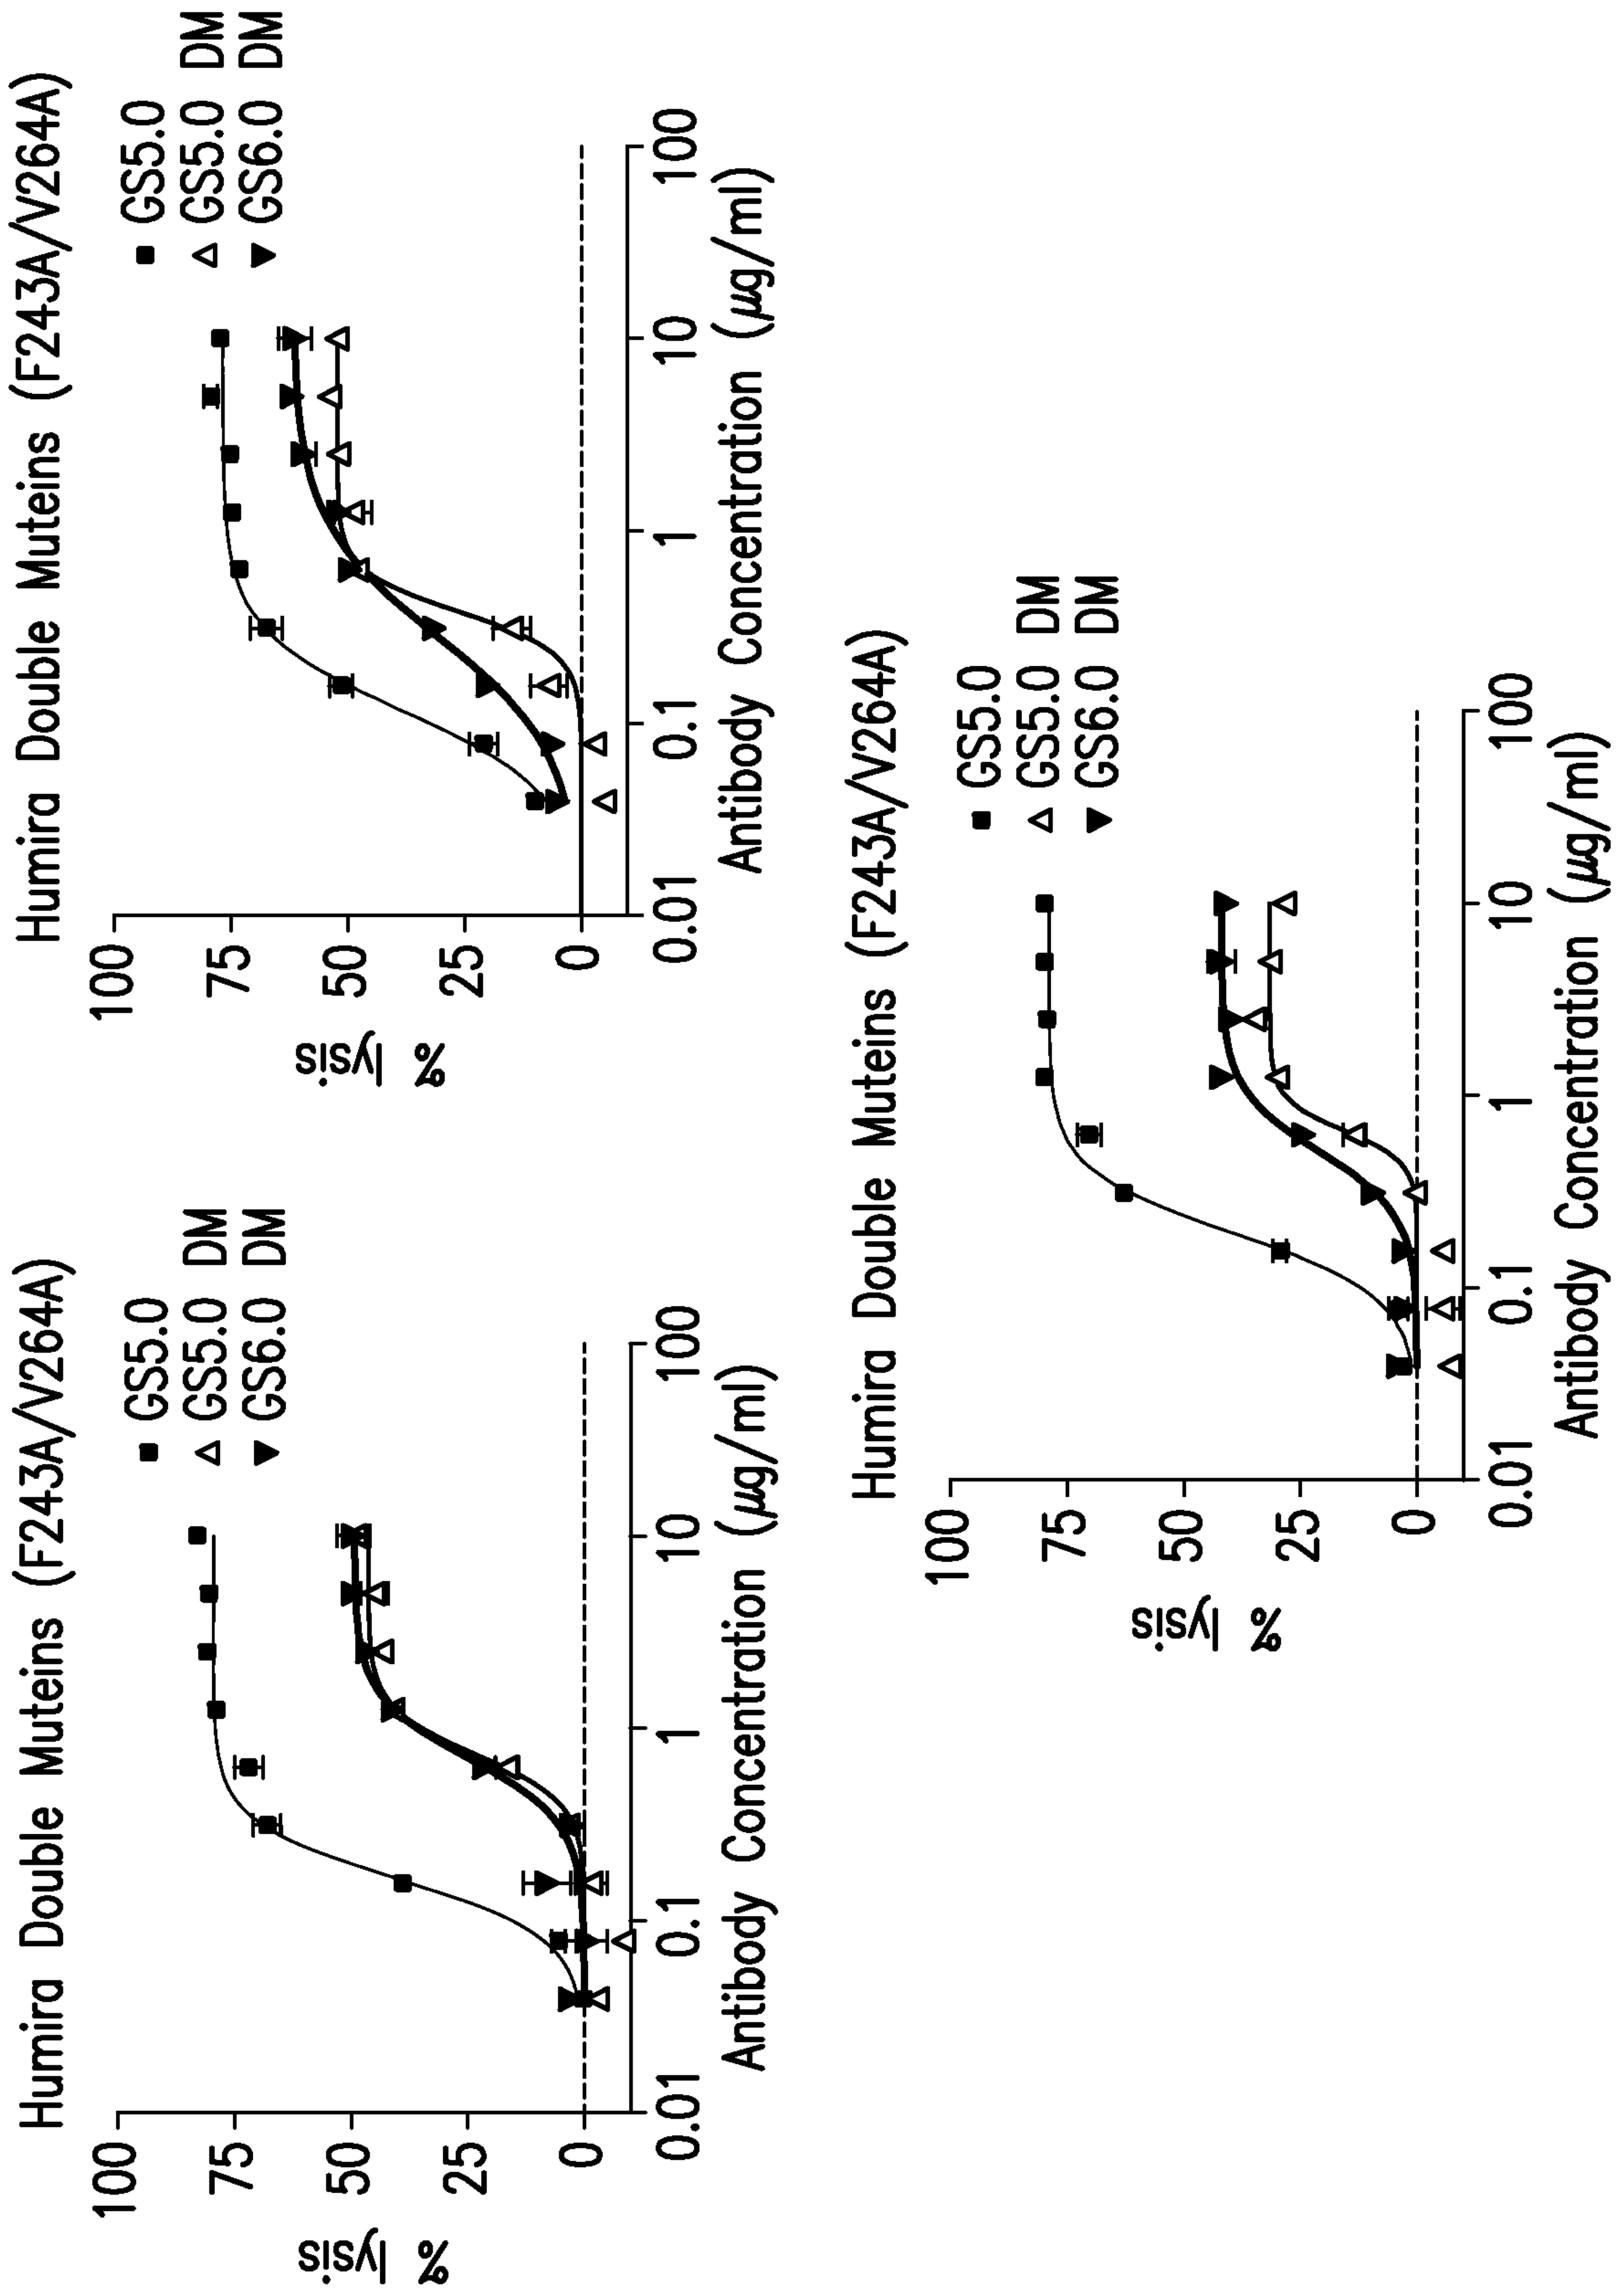 Humira Double Muteins (F243A/V264A)
GS5.0
GS5.0 DM
GS6.0 DM
% lysis
100
75
50
25
0
0.01
0.1
1
10
100
Antibody Concentration (μg/ml)
Humira Double Muteins (F243A/V264A)
GS5.0
GS5.0 DM
GS6.0 DM
% lysis
100
75
50
25
0
0.01
0.1
1
10
100
Antibody Concentration (μg/ml)
Humira Double Muteins (F243A/V264A)
GS5.0
GS5.0 DM
GS6.0 DM
% lysis
100
75
50
25
0
0.01
0.1
1
10
100
Antibody Concentration (μg/ml)